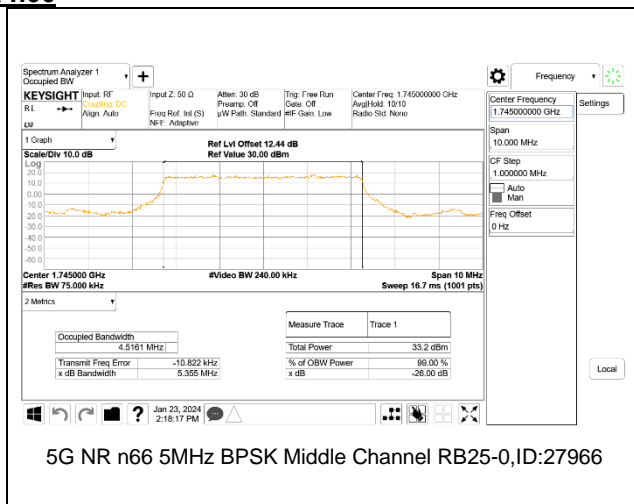 Spectrum Analyzer 1
Occupied BW
Frequency
KEYSIGHT Input: RF Input Z: 50 Ω Atten: 30 dB Trig: Free Run Center Freq: 1.745000000 GHz
RL Coupling: DC Preamp: Off Gate: Off Avg|Hold: 10/10
Align: Auto Freq Ref: Int (S) µW Path: Standard #IF Gain: Low Radio Std: None
NFE: Adaptive
Center Frequency
1.745000000 GHz
Settings
Span
10.000 MHz
CF Step
1.000000 MHz
Auto
Man
Freq Offset
0 Hz
1 Graph
Ref Lvl Offset 12.44 dB
Scale/Div 10.0 dB Ref Value 30.00 dBm
Log
20.0
10.0
0.00
-10.0
-20.0
-30.0
-40.0
-50.0
-60.0
Center 1.745000 GHz #Video BW 240.00 kHz Span 10 MHz
#Res BW 75.000 kHz Sweep 16.7 ms (1001 pts)
2 Metrics
Measure Trace Trace 1
Occupied Bandwidth
4.5161 MHz
Total Power 33.2 dBm
Transmit Freq Error -10.822 kHz % of OBW Power 99.00 %
x dB Bandwidth 5.355 MHz x dB -26.00 dB
Local
Jan 23, 2024
2:18:17 PM
5G NR n66 5MHz BPSK Middle Channel RB25-0,ID:27966